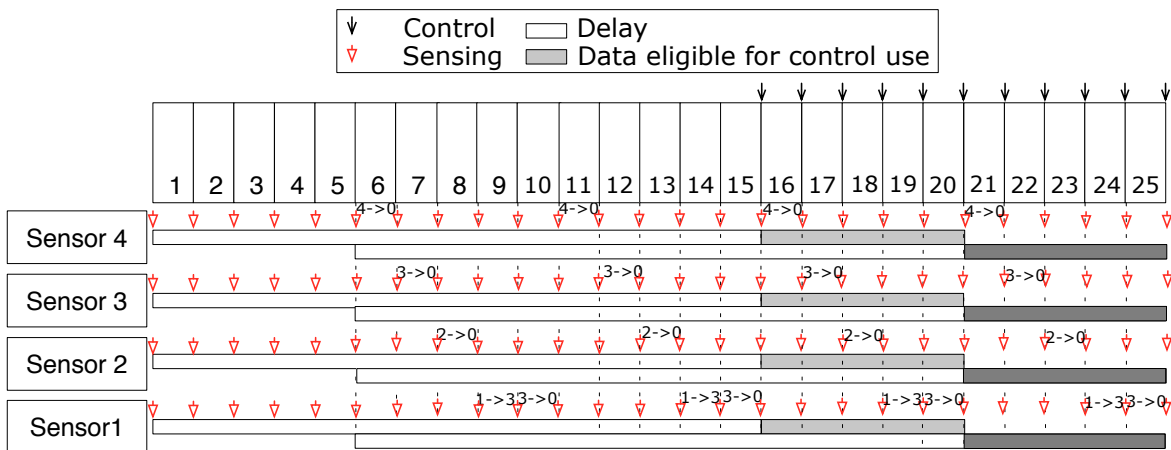 Control Delay
Sensing Data eligible for control use
1 2 3 4 5 6 7 8 9 10 11 12 13 14 15 16 17 18 19 20 21 22 23 24 25
4->0 4->0 4->0 4->0
Sensor 4
3->0 3->0 3->0 3->0
Sensor 3
2->0 2->0 2->0 2->0
Sensor 2
1->3 3->0 1->3 3->0 1->3 3->0 1->3 3->0
Sensor1